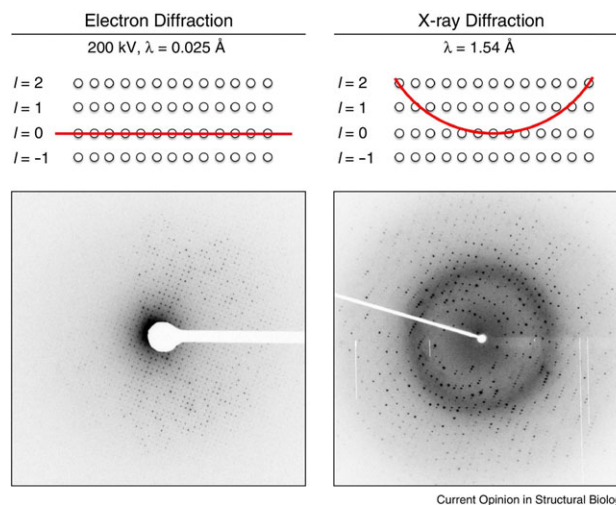 Electron Diffraction
200 kV, λ = 0.025 Å
l = 2
l = 1
l = 0
l = −1
X-ray Diffraction
λ = 1.54 Å
l = 2
l = 1
l = 0
l = −1
Current Opinion in Structural